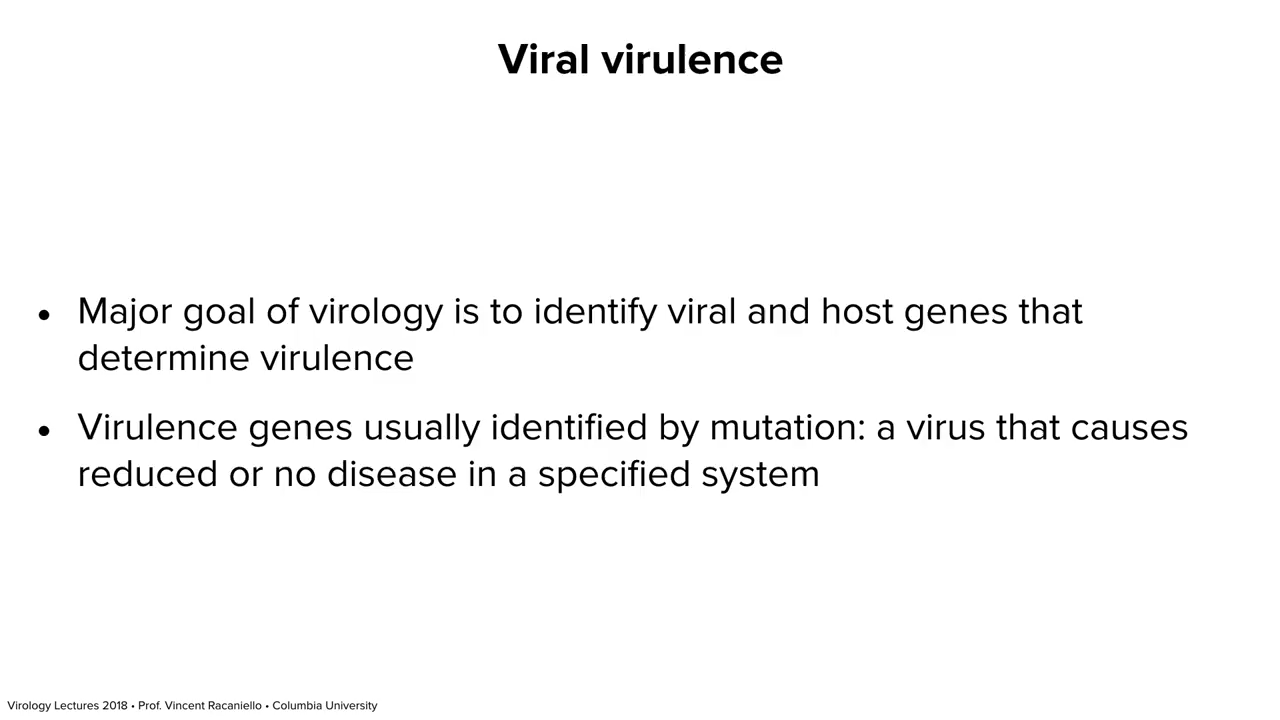 Viral virulence
• Major goal of virology is to identify viral and host genes that
determine virulence
• Virulence genes usually identified by mutation: a virus that causes
reduced or no disease in a specified system
Virology Lectures 2018 • Prof. Vincent Racaniello • Columbia University